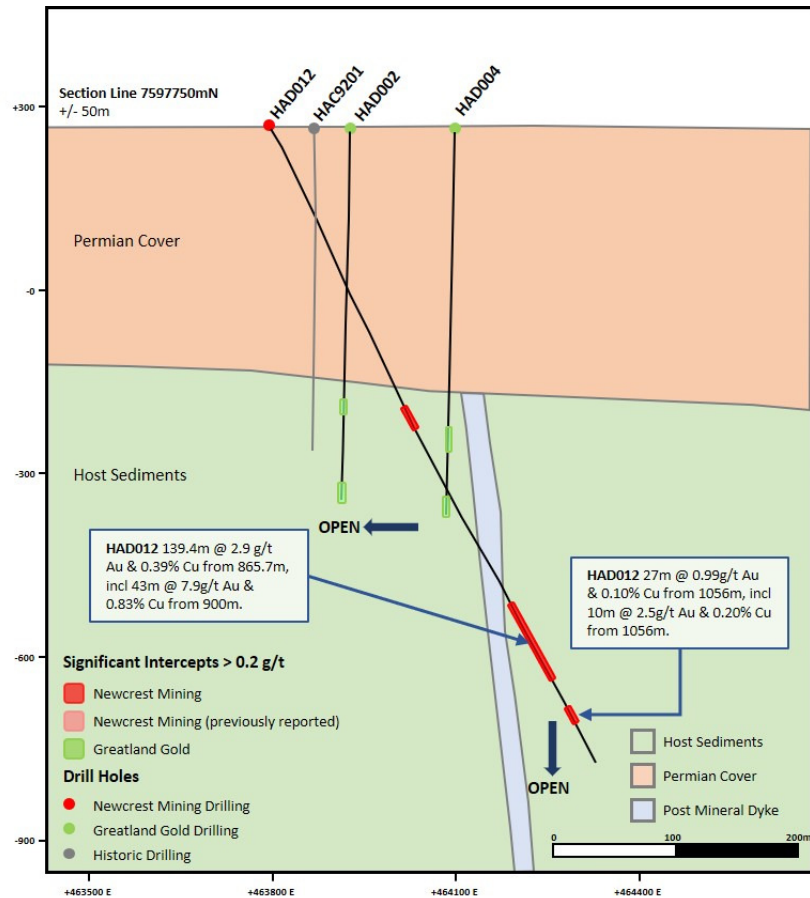 Section Line 7597750mN
+/- 50m
HAD012
HAC9201
HAD002
HAD004
+300
Permian Cover
-0
-300
Host Sediments
OPEN
HAD012 139.4m @ 2.9 g/t
Au & 0.39% Cu from 865.7m,
incl 43m @ 7.9g/t Au &
0.83% Cu from 900m.
HAD012 27m @ 0.99g/t Au
& 0.10% Cu from 1056m, incl
10m @ 2.5g/t Au & 0.20% Cu
from 1056m.
-600
Significant Intercepts > 0.2 g/t
Newcrest Mining
Newcrest Mining (previously reported)
Greatland Gold
Drill Holes
Newcrest Mining Drilling
Greatland Gold Drilling
Historic Drilling
OPEN
Host Sediments
Permian Cover
Post Mineral Dyke
0 100 200m
-900
+463500 E +463800 E +464100 E +464400 E